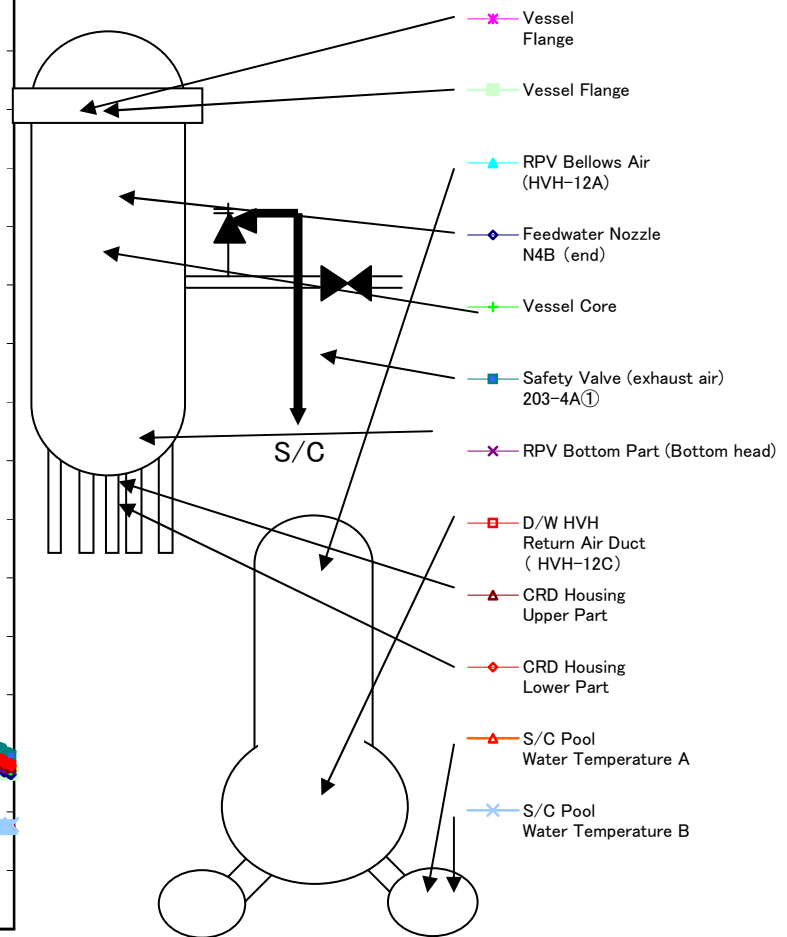 Vessel
Flange
Vessel Flange
RPV Bellows Air
(HVH-12A)
Feedwater Nozzle
N4B (end)
Vessel Core
Safety Valve (exhaust air)
203-4A①
S/C
RPV Bottom Part (Bottom head)
D/W HVH
Return Air Duct
( HVH-12C)
CRD Housing
Upper Part
CRD Housing
Lower Part
S/C Pool
Water Temperature A
S/C Pool
Water Temperature B